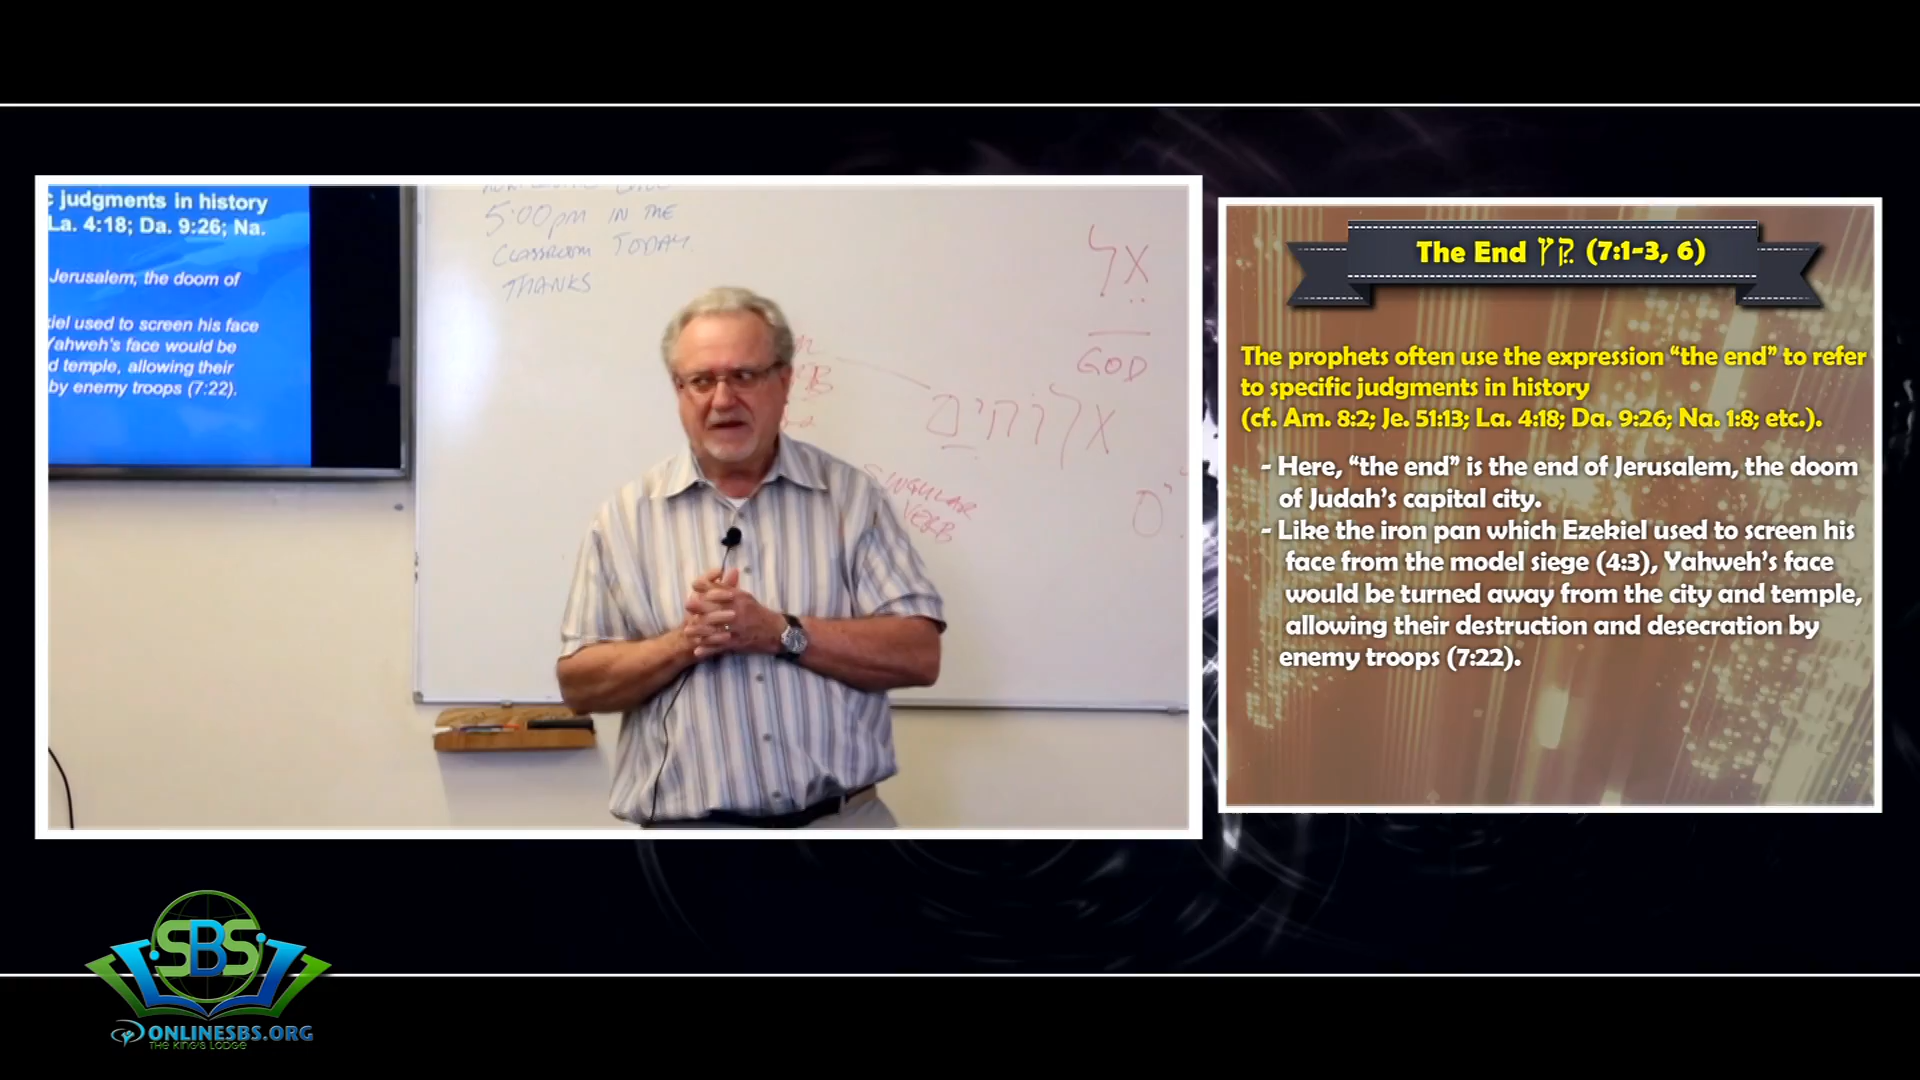 c judgments in history
La. 4:18; Da. 9:26; Na.
Jerusalem, the doom of
kiel used to screen his face
Yahweh's face would be
d temple, allowing their
by enemy troops (7:22).
5:00pm IN THE
CLASSROOM TODAY.
THANKS
אֵל
GOD
אלוהים
SINGULAR
VERB
The End קֵץ (7:1-3, 6)
The prophets often use the expression “the end” to refer
to specific judgments in history
(cf. Am. 8:2; Je. 51:13; La. 4:18; Da. 9:26; Na. 1:8; etc.).
- Here, “the end” is the end of Jerusalem, the doom
of Judah’s capital city.
- Like the iron pan which Ezekiel used to screen his
face from the model siege (4:3), Yahweh’s face
would be turned away from the city and temple,
allowing their destruction and desecration by
enemy troops (7:22).
SBS
ONLINESBS.ORG
THE KING'S LODGE